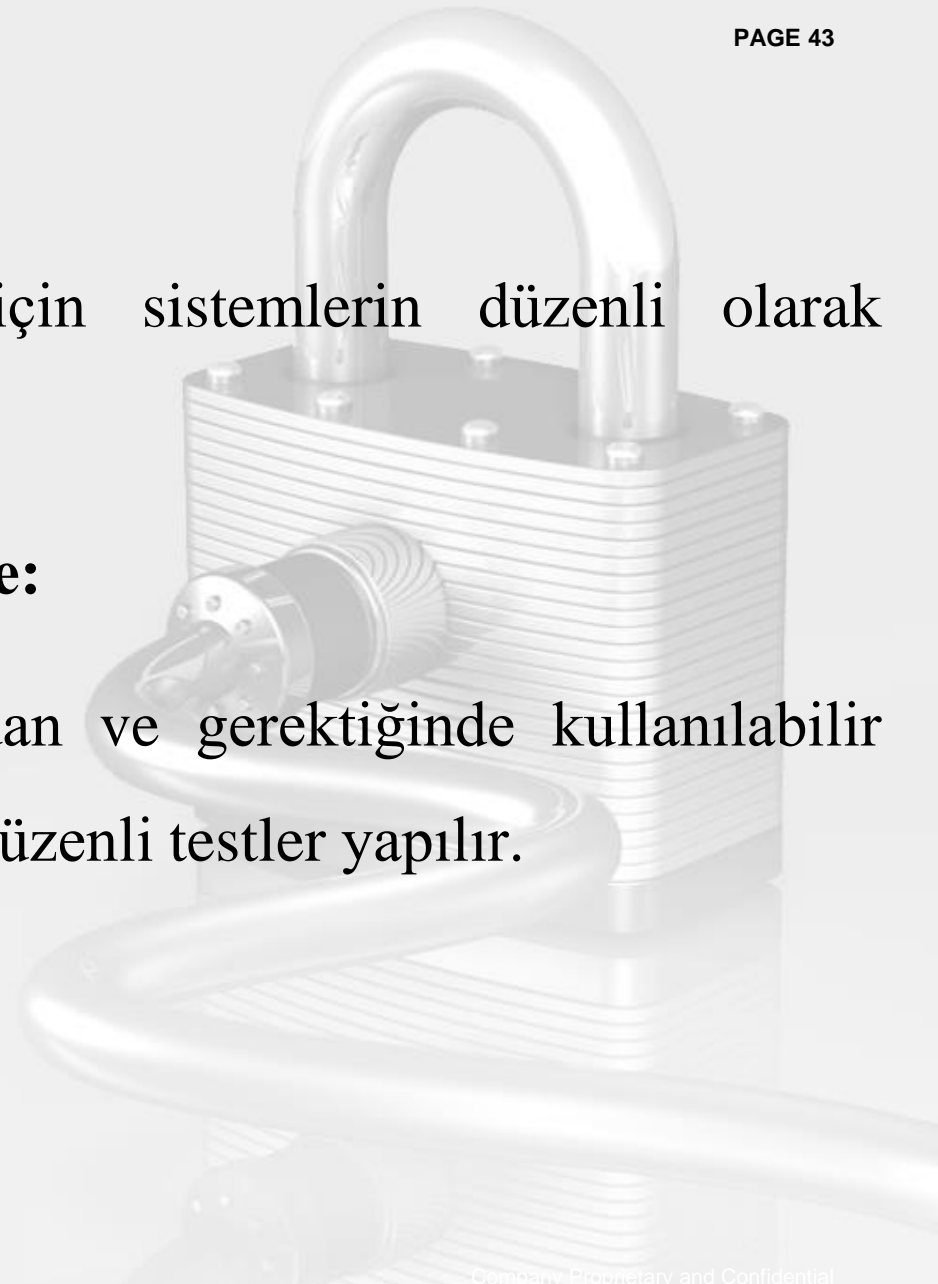 PAGE 43
için sistemlerin düzenli olarak
e:
an ve gerektiğinde kullanılabilir
üzenli testler yapılır.
Company Proprietary and Confidential